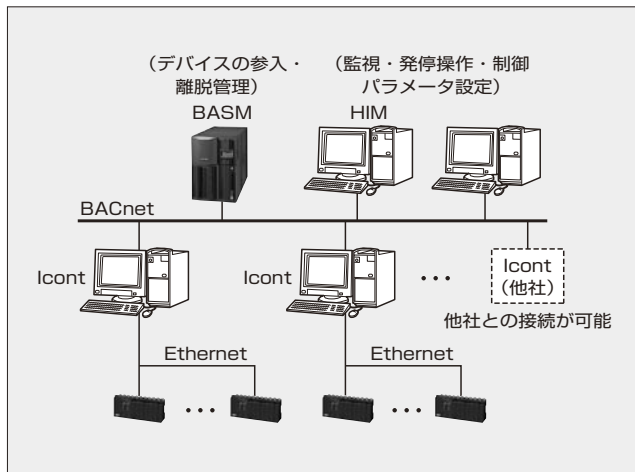 (デバイスの参入・
離脱管理)
BASM
(監視・発停操作・制御
パラメータ設定)
HIM
BACnet
Icont
Icont
・・・
Icont
(他社)
他社との接続が可能
Ethernet
Ethernet
・・・
・・・